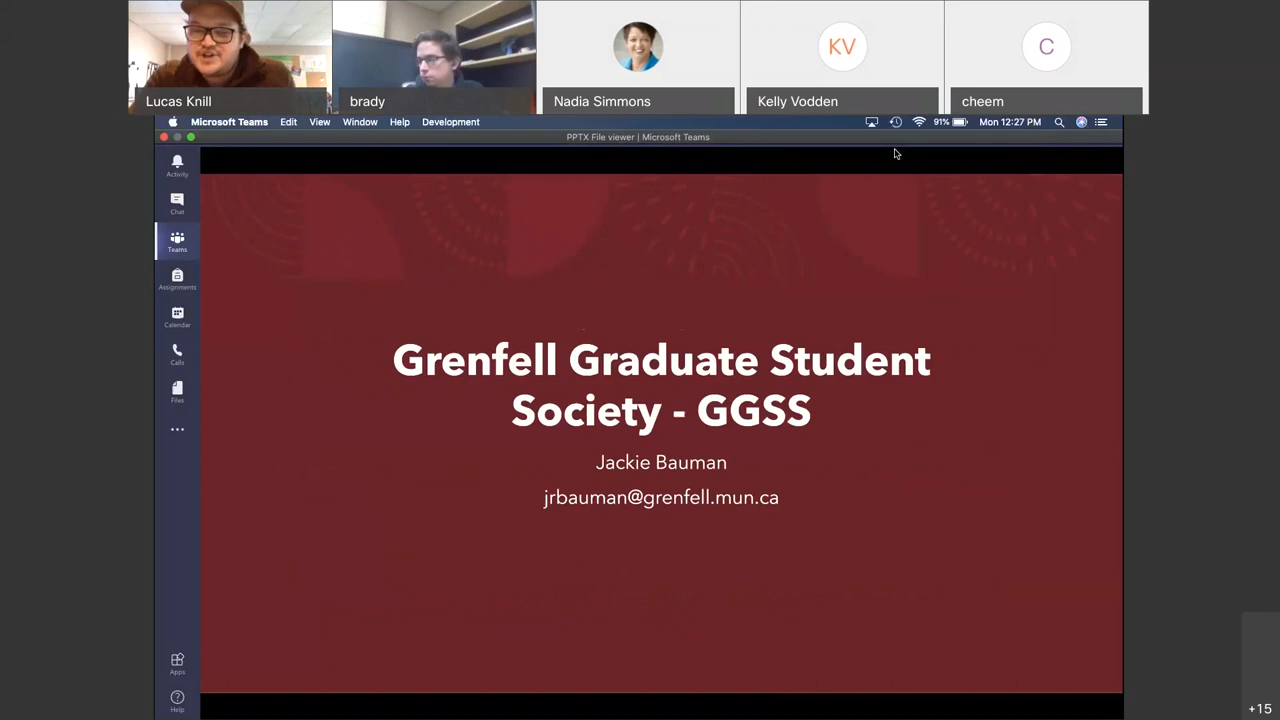 Lucas Knill
brady
Nadia Simmons
KV
Kelly Vodden
C
cheem
Microsoft Teams Edit View Window Help Development 91% Mon 12:27 PM
PPTX File viewer | Microsoft Teams
Activity
Chat
Teams
Assignments
Calendar
Calls
Files
Grenfell Graduate Student
Society - GGSS
Jackie Bauman
jrbauman@grenfell.mun.ca
Apps
Help
+15